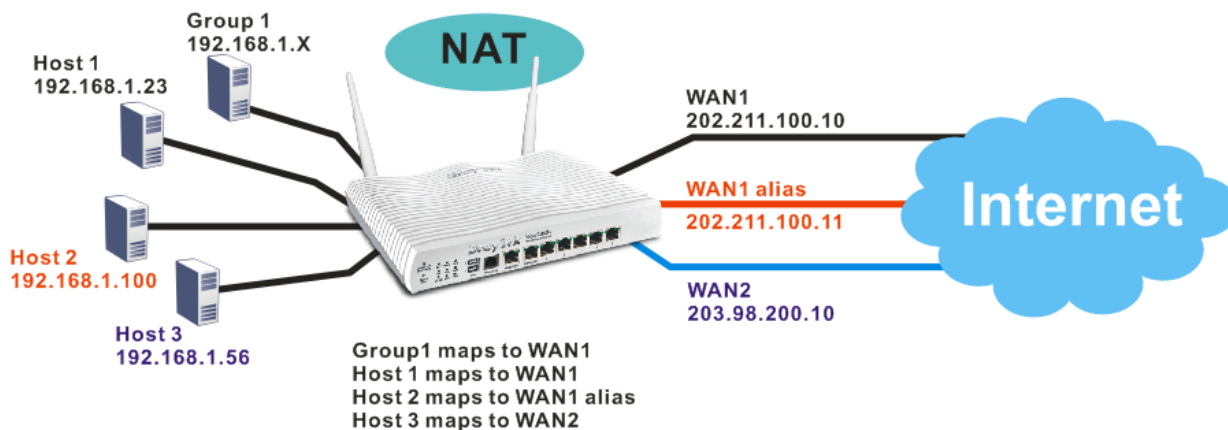 Group 1
192.168.1.X
NAT
Host 1
192.168.1.23
WAN1
202.211.100.10
WAN1 alias
202.211.100.11
Internet
Host 2
192.168.1.100
WAN2
203.98.200.10
Host 3
192.168.1.56
Group1 maps to WAN1
Host 1 maps to WAN1
Host 2 maps to WAN1 alias
Host 3 maps to WAN2